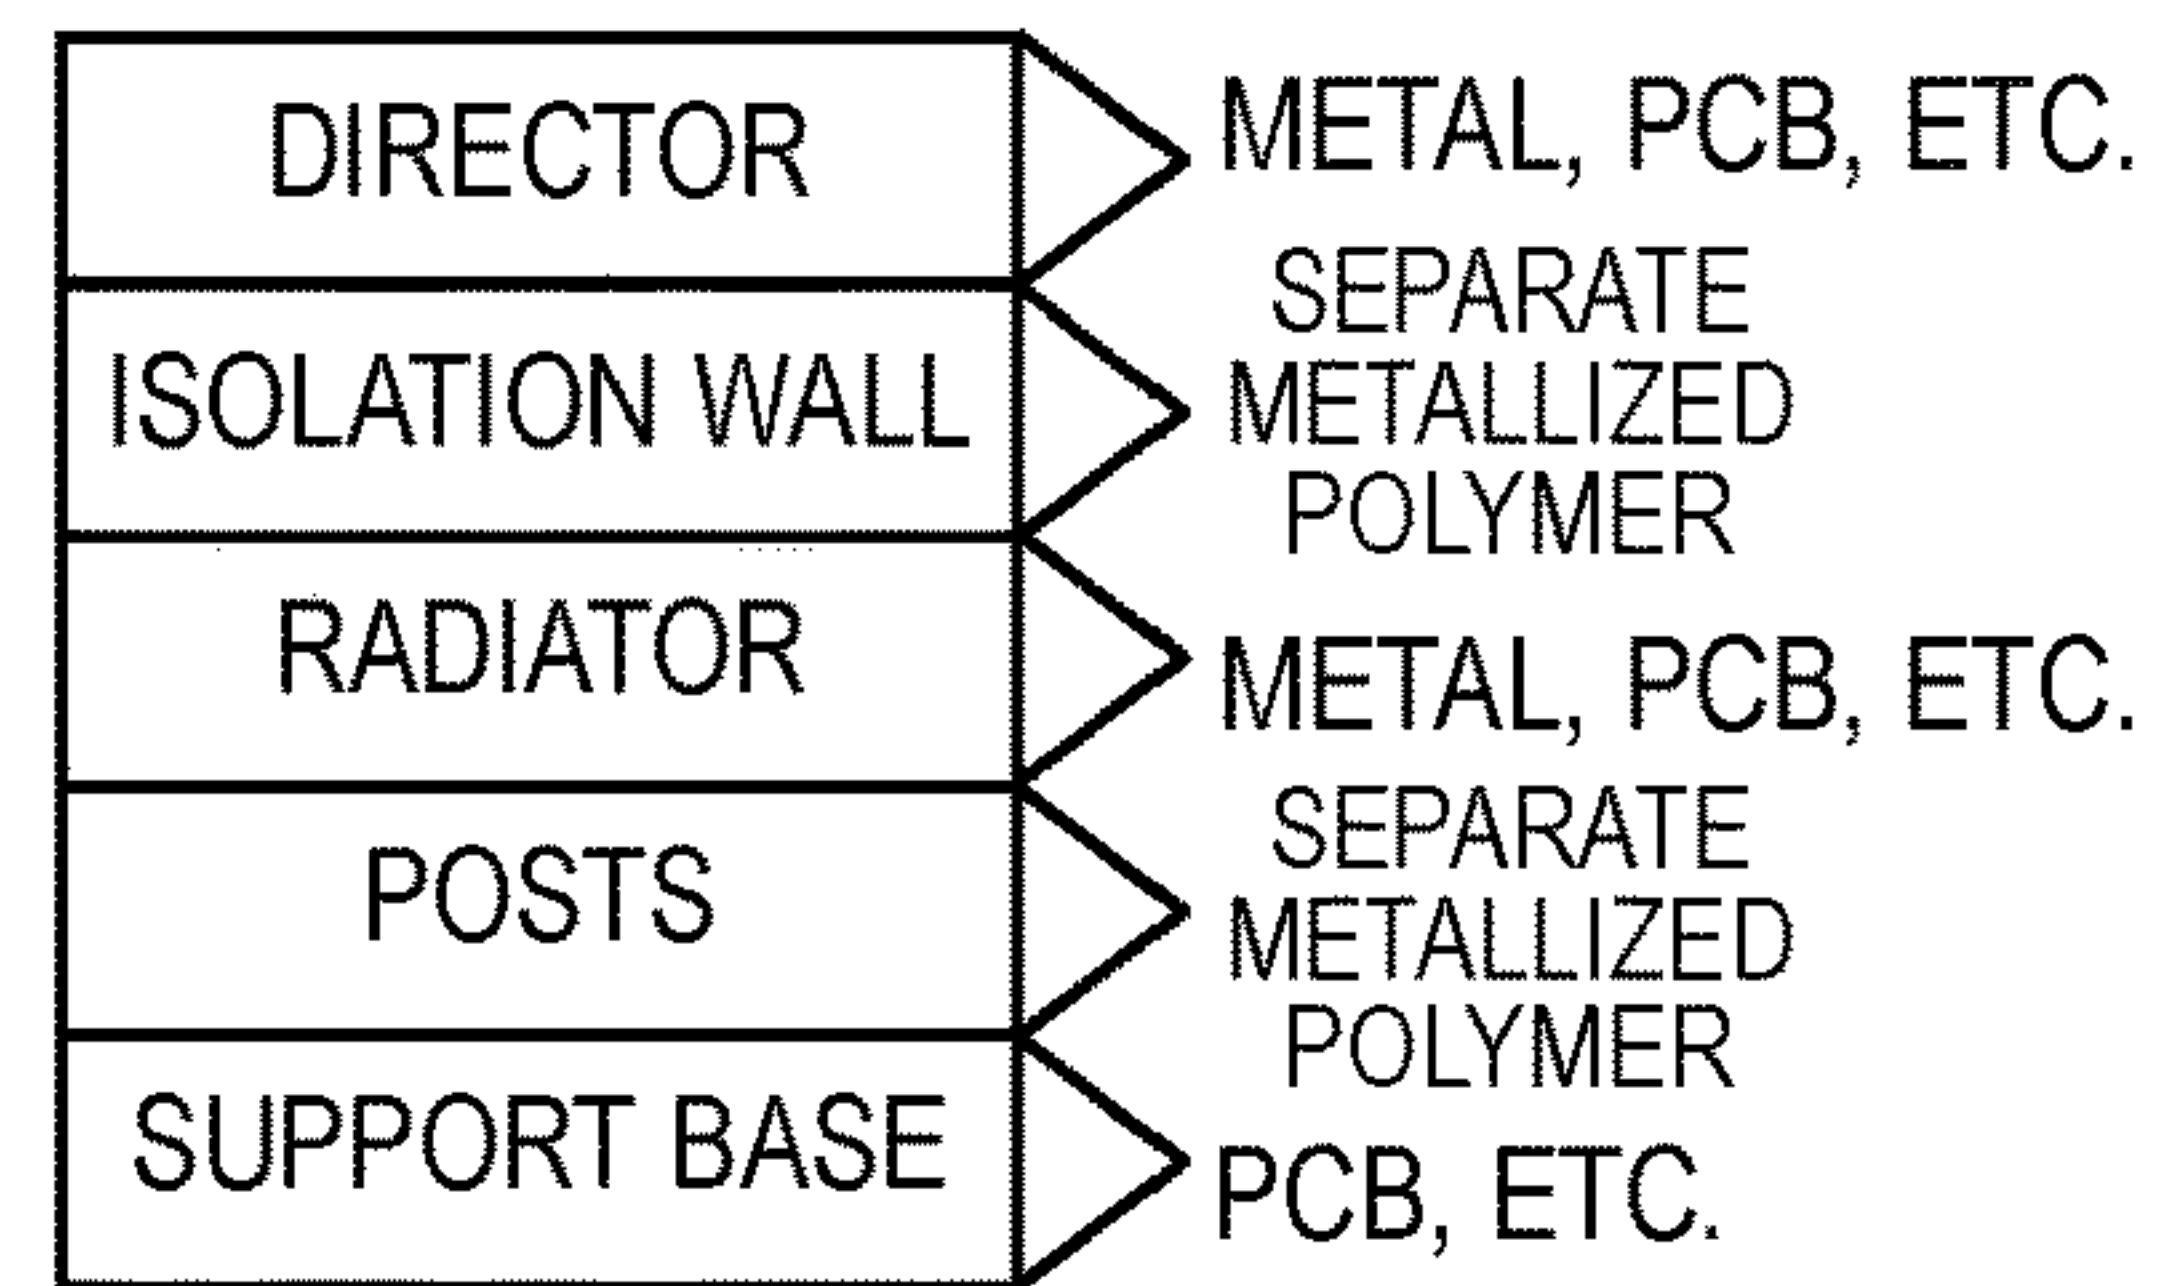 DIRECTOR
METAL, PCB, ETC.
ISOLATION WALL
SEPARATE
METALLIZED
POLYMER
RADIATOR
METAL, PCB, ETC.
POSTS
SEPARATE
METALLIZED
POLYMER
SUPPORT BASE
PCB, ETC.